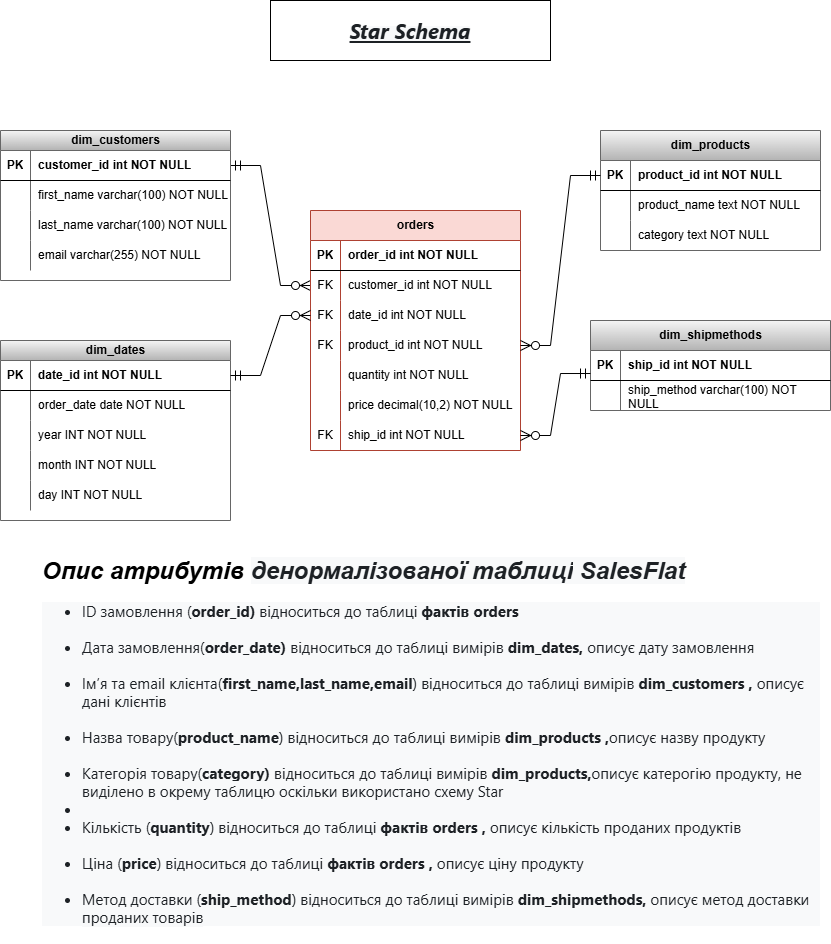 Star Schema
dim_customers
PK customer_id int NOT NULL
first_name varchar(100) NOT NULL
last_name varchar(100) NOT NULL
email varchar(255) NOT NULL
dim_dates
PK date_id int NOT NULL
order_date date NOT NULL
year INT NOT NULL
month INT NOT NULL
day INT NOT NULL
orders
PK order_id int NOT NULL
FK customer_id int NOT NULL
FK date_id int NOT NULL
FK product_id int NOT NULL
quantity int NOT NULL
price decimal(10,2) NOT NULL
FK ship_id int NOT NULL
dim_products
PK product_id int NOT NULL
product_name text NOT NULL
category text NOT NULL
dim_shipmethods
PK ship_id int NOT NULL
ship_method varchar(100) NOT
NULL
Опис атрибутів денормалізованої таблиці SalesFlat
• ID замовлення (order_id) відноситься до таблиці фактів orders
• Дата замовлення(order_date) відноситься до таблиці вимірів dim_dates, описує дату замовлення
• Ім’я та email клієнта(first_name,last_name,email) відноситься до таблиці вимірів dim_customers , описує
дані клієнтів
• Назва товару(product_name) відноситься до таблиці вимірів dim_products ,описує назву продукту
• Категорія товару(category) відноситься до таблиці вимірів dim_products,описує катерогію продукту, не
виділено в окрему таблицю оскільки використано схему Star
•
• Кількість (quantity) відноситься до таблиці фактів orders , описує кількість проданих продуктів
• Ціна (price) відноситься до таблиці фактів orders , описує ціну продукту
• Метод доставки (ship_method) відноситься до таблиці вимірів dim_shipmethods, описує метод доставки
проданих товарів